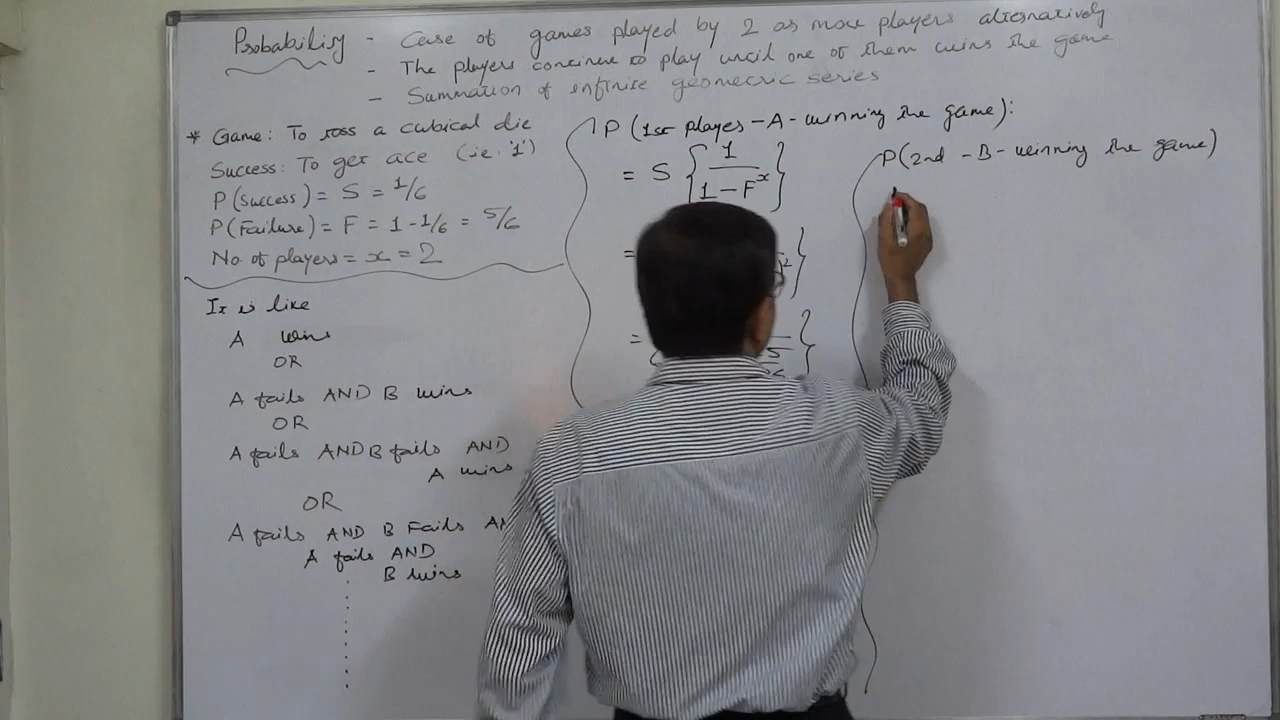 Probability - Case of games played by 2 or more players alternatively
- The players continue to play until one of them wins the game
- Summation of infinite geometric series
* Game: To toss a cubical die
Success: To get ace (ie. '1')
P(Success) = S = 1/6
P(Failure) = F = 1-1/6 = 5/6
No of players = x = 2
It is like
A wins
OR
A fails AND B wins
OR
A fails AND B fails AND
A wins
OR
A fails AND B Fails
A fails AND
B wins
P (1st player - A - winning the game):
= S { 1 / 1 - F^x }
=
=
P(2nd - B - winning the game)